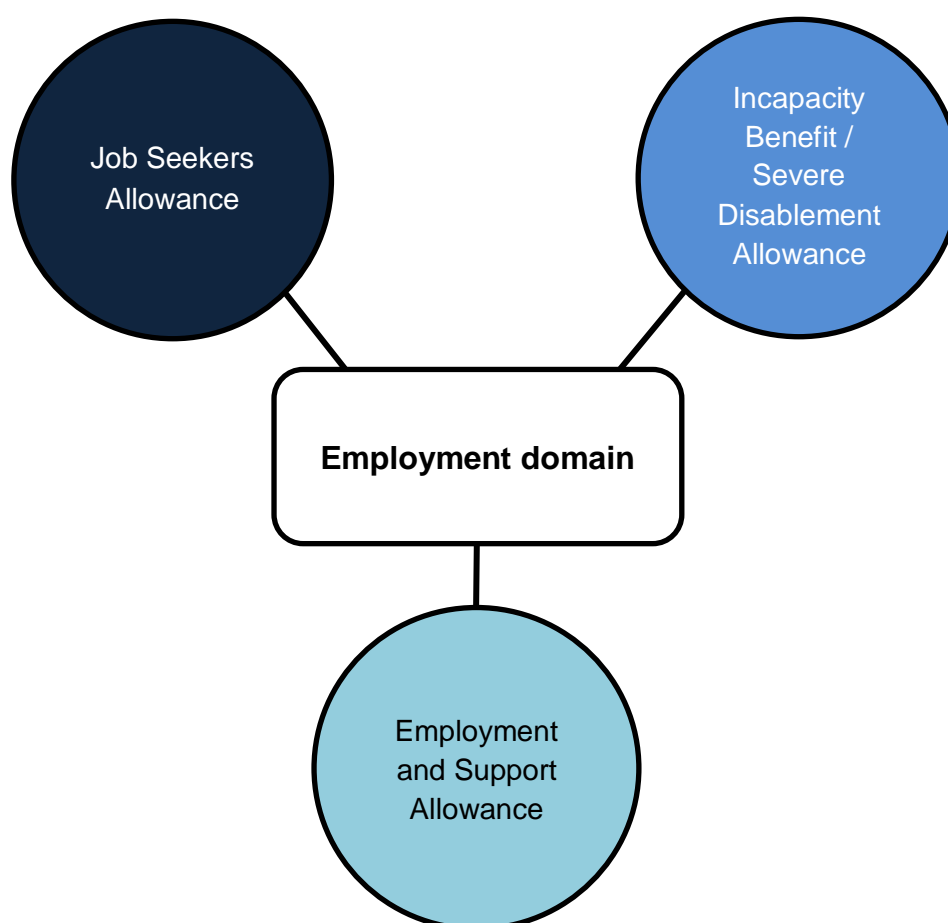 Job Seekers
Allowance
Incapacity
Benefit /
Severe
Disablement
Allowance
Employment domain
Employment
and Support
Allowance